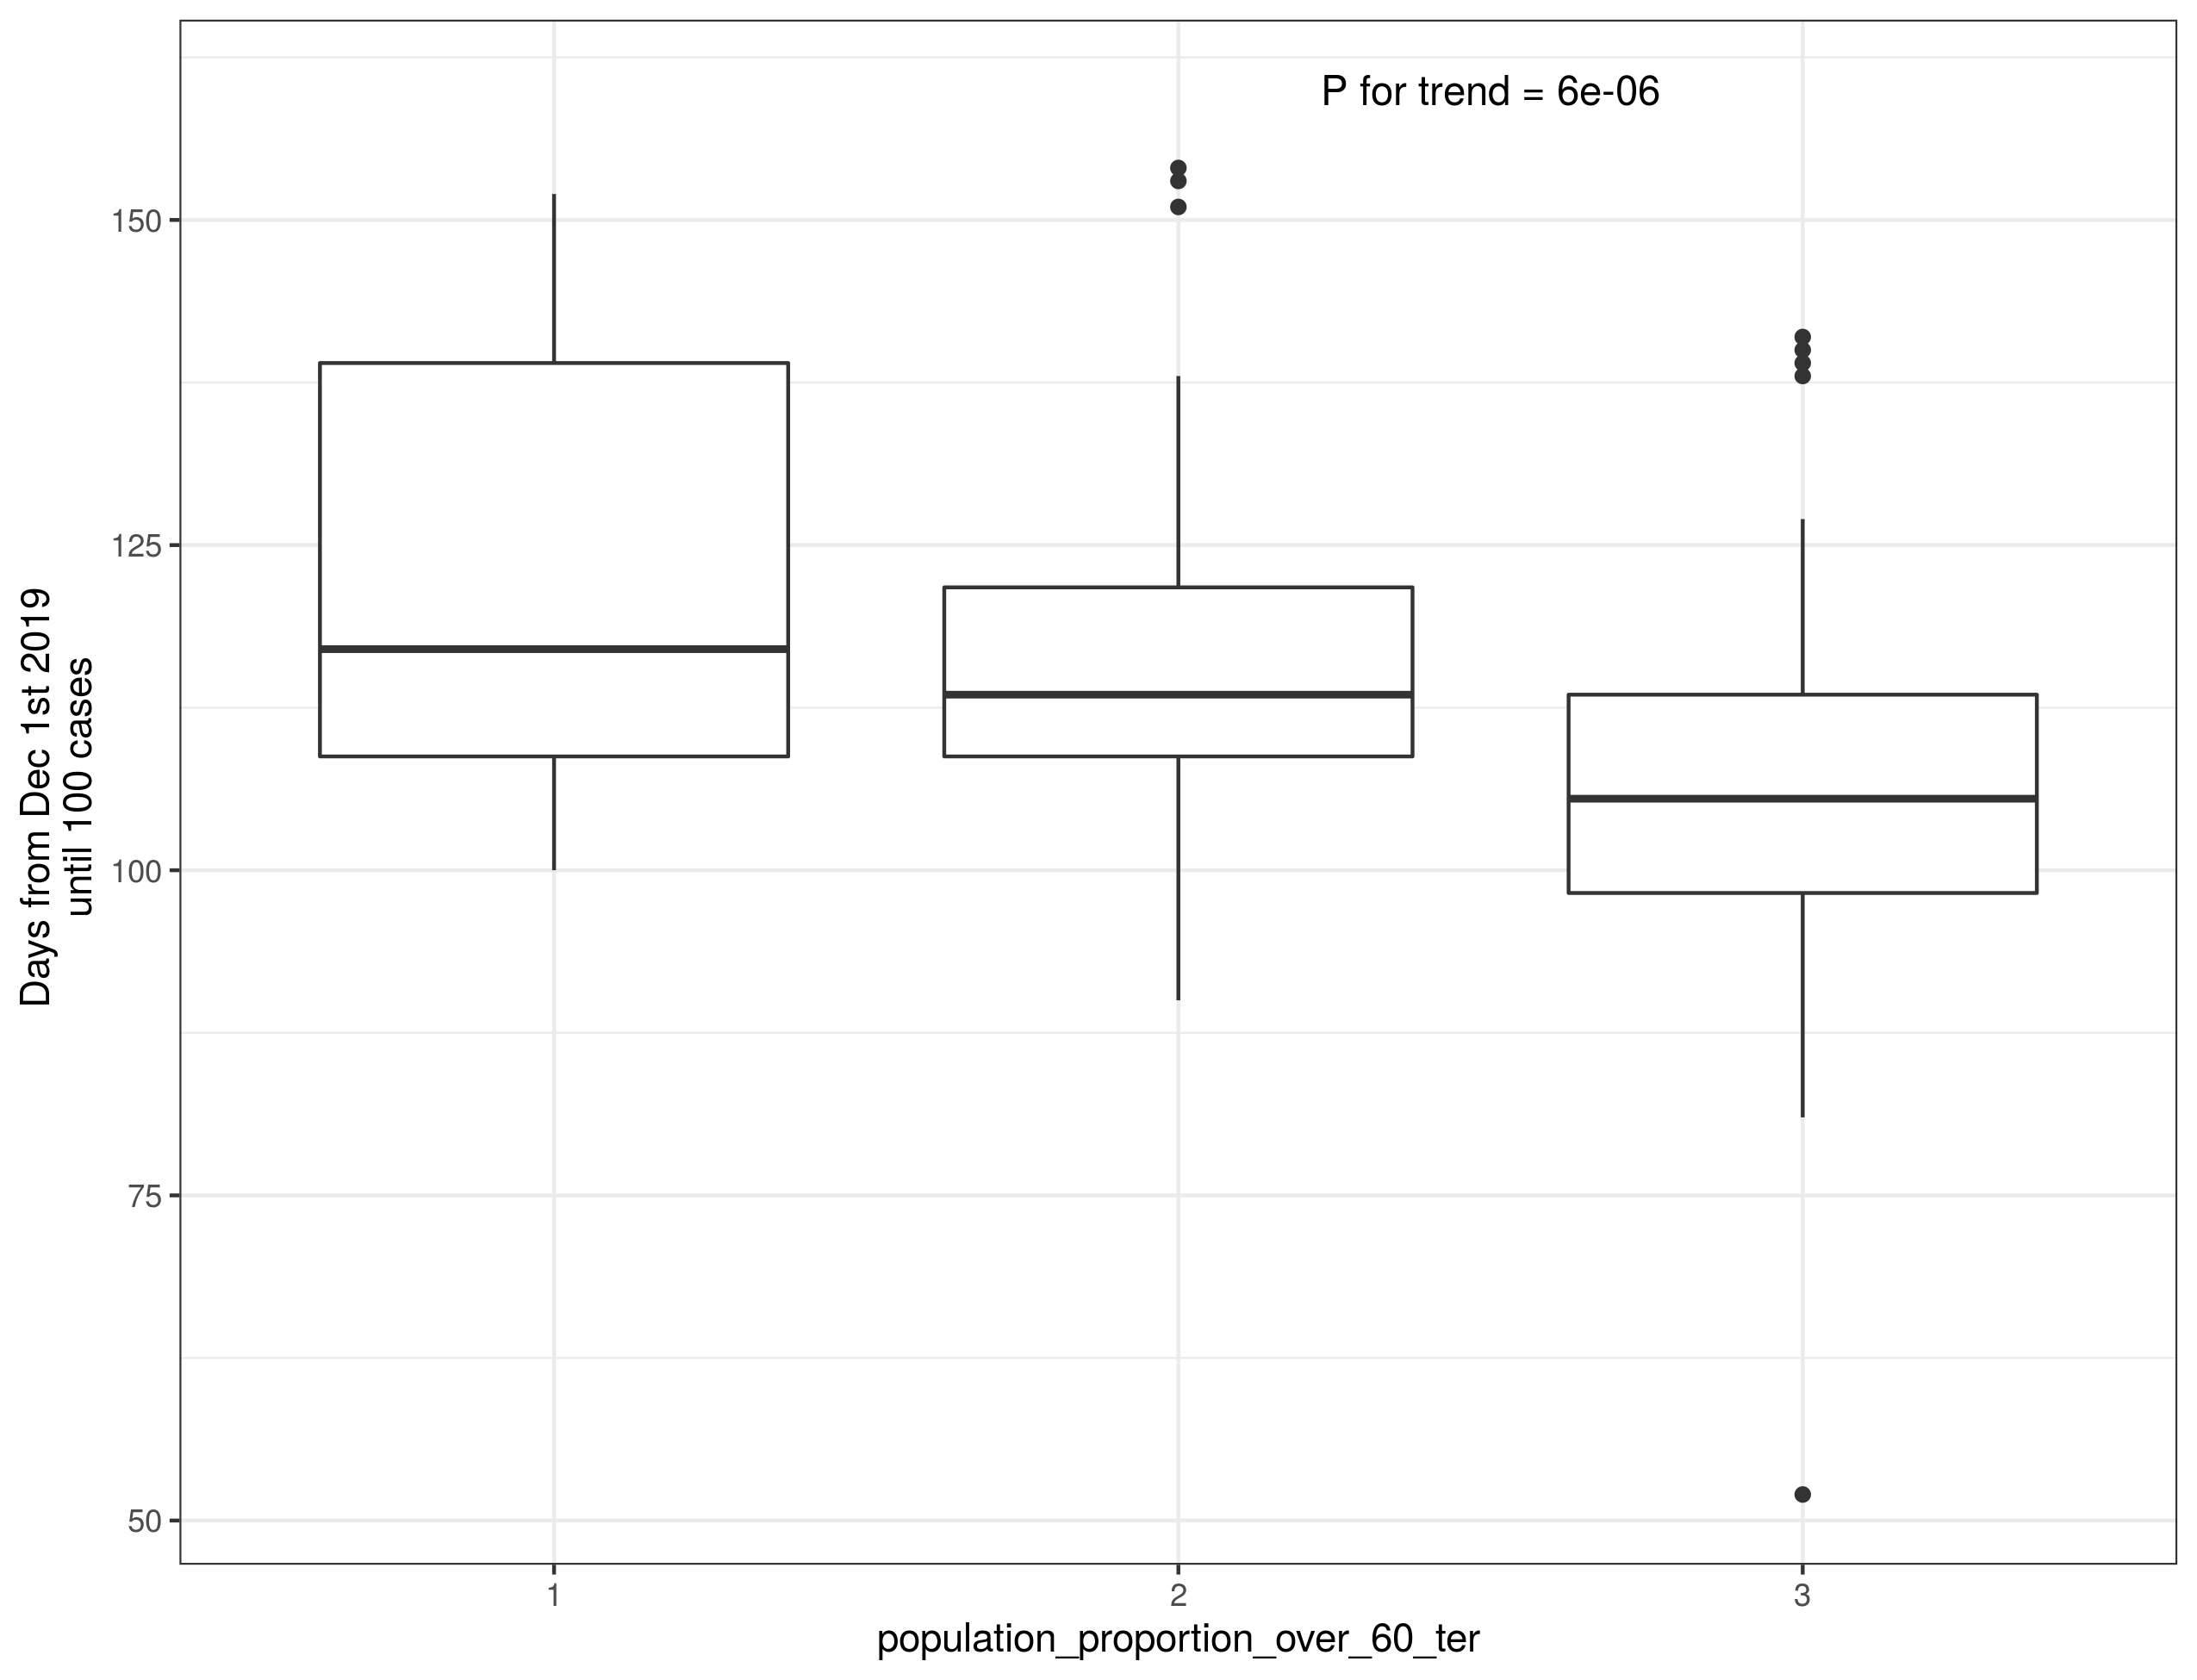 P for trend = 6e-06
Days from Dec 1st 2019
until 100 cases
150
125
100
75
50
1
2
3
population_proportion_over_60_ter